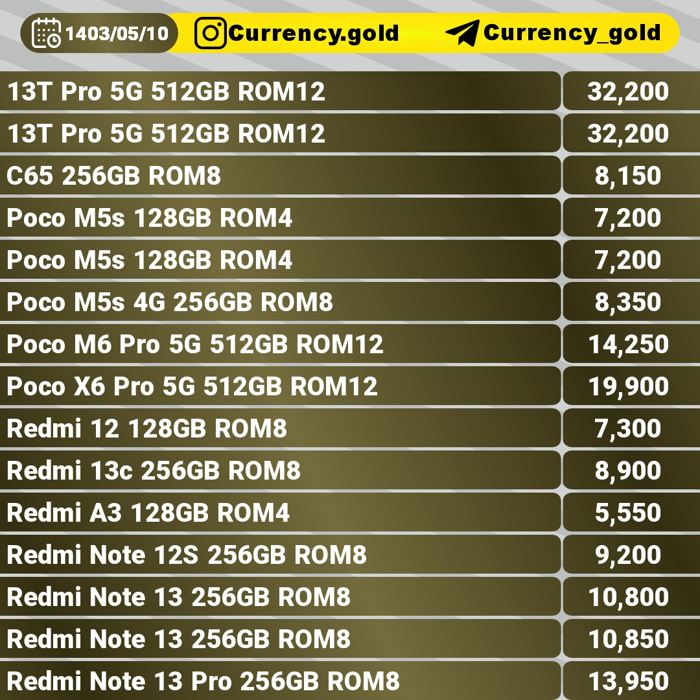 1403/05/10 Currency.gold Currency_gold
13T Pro 5G 512GB ROM12 32,200
13T Pro 5G 512GB ROM12 32,200
C65 256GB ROM8 8,150
Poco M5s 128GB ROM4 7,200
Poco M5s 128GB ROM4 7,200
Poco M5s 4G 256GB ROM8 8,350
Poco M6 Pro 5G 512GB ROM12 14,250
Poco X6 Pro 5G 512GB ROM12 19,900
Redmi 12 128GB ROM8 7,300
Redmi 13c 256GB ROM8 8,900
Redmi A3 128GB ROM4 5,550
Redmi Note 12S 256GB ROM8 9,200
Redmi Note 13 256GB ROM8 10,800
Redmi Note 13 256GB ROM8 10,850
Redmi Note 13 Pro 256GB ROM8 13,950